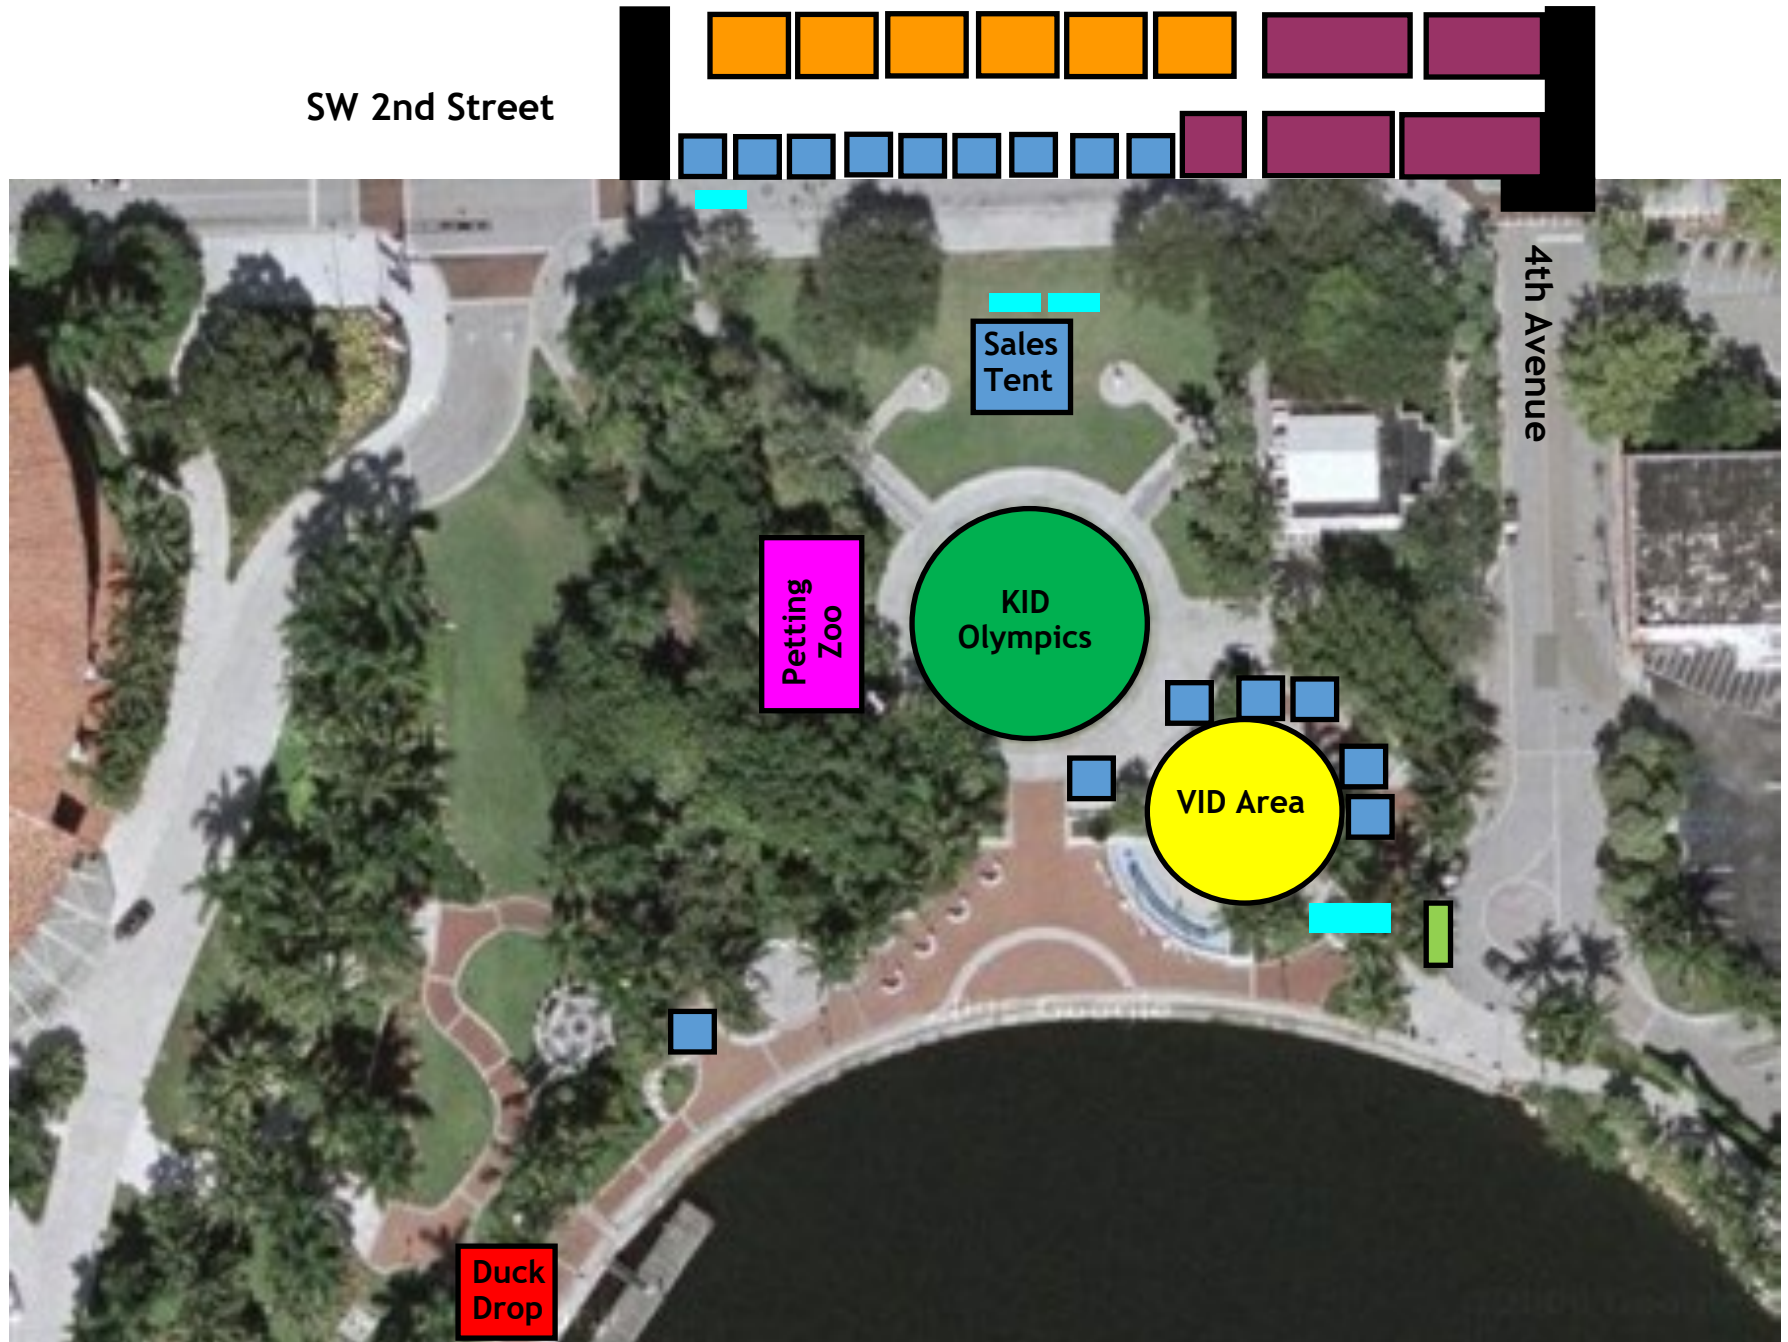 SW 2nd Street
4th Avenue
Sales
Tent
KID
Olympics
Petting
Zoo
VID Area
Duck
Drop